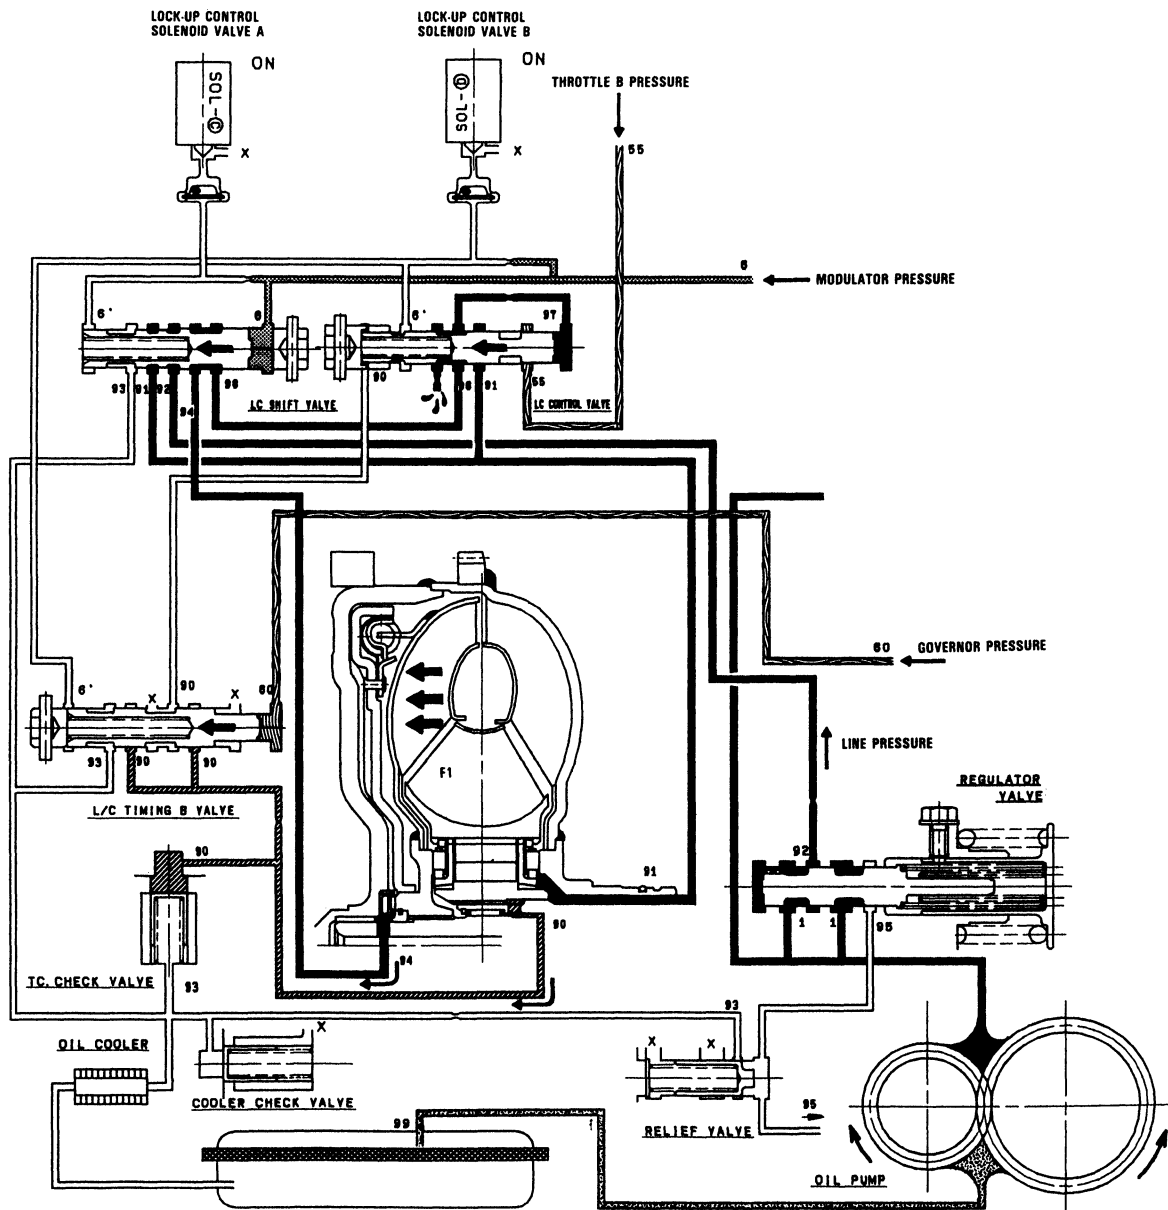 LOCK-UP CONTROL
SOLENOID VALVE A
LOCK-UP CONTROL
SOLENOID VALVE B
ON
ON
SOL-C
SOL-D
THROTTLE B PRESSURE
X
X
55
6
MODULATOR PRESSURE
6'
6
6'
97
93
91
92
94
96
90
91
55
LC SHIFT VALVE
LC CONTROL VALVE
60
GOVERNOR PRESSURE
6'
X
90
X
60
93
90
90
L/C TIMING B VALVE
F1
LINE PRESSURE
REGULATOR
VALVE
92
1
1
95
90
91
90
94
TC. CHECK VALVE
93
93
OIL COOLER
X
COOLER CHECK VALVE
X
X
RELIEF VALVE
95
99
OIL PUMP